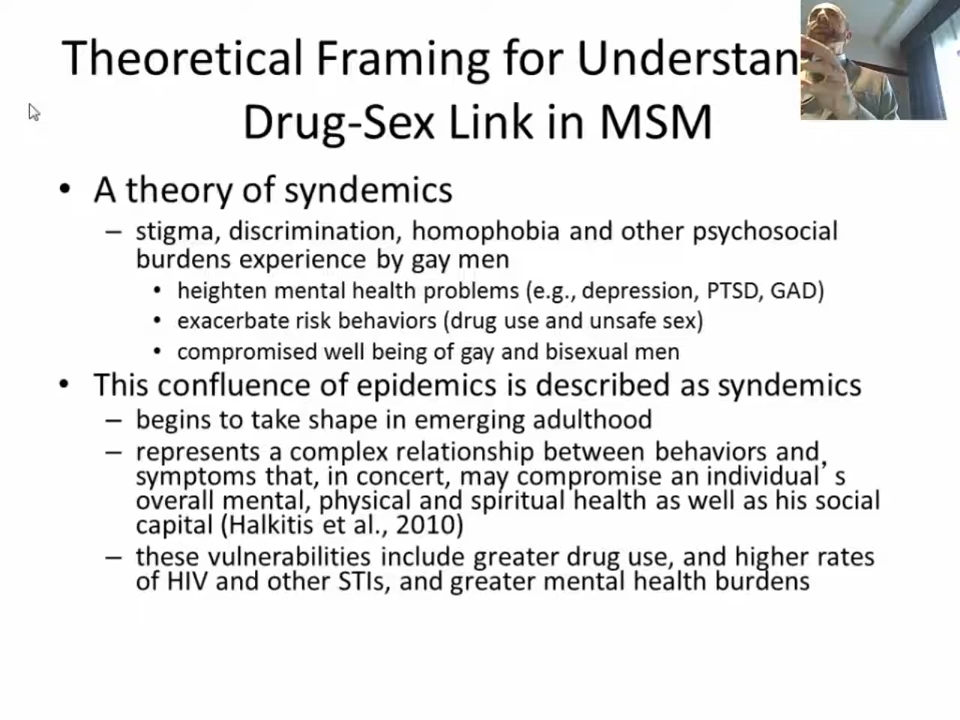 Theoretical Framing for Understan
Drug-Sex Link in MSM
• A theory of syndemics
– stigma, discrimination, homophobia and other psychosocial
burdens experience by gay men
• heighten mental health problems (e.g., depression, PTSD, GAD)
• exacerbate risk behaviors (drug use and unsafe sex)
• compromised well being of gay and bisexual men
• This confluence of epidemics is described as syndemics
– begins to take shape in emerging adulthood
– represents a complex relationship between behaviors and
symptoms that, in concert, may compromise an individual’s
overall mental, physical and spiritual health as well as his social
capital (Halkitis et al., 2010)
– these vulnerabilities include greater drug use, and higher rates
of HIV and other STIs, and greater mental health burdens